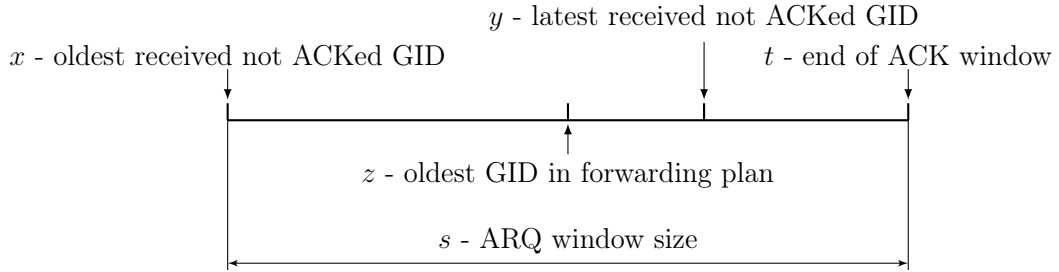 y - latest received not ACKed GID
x - oldest received not ACKed GID
t - end of ACK window
z - oldest GID in forwarding plan
s - ARQ window size